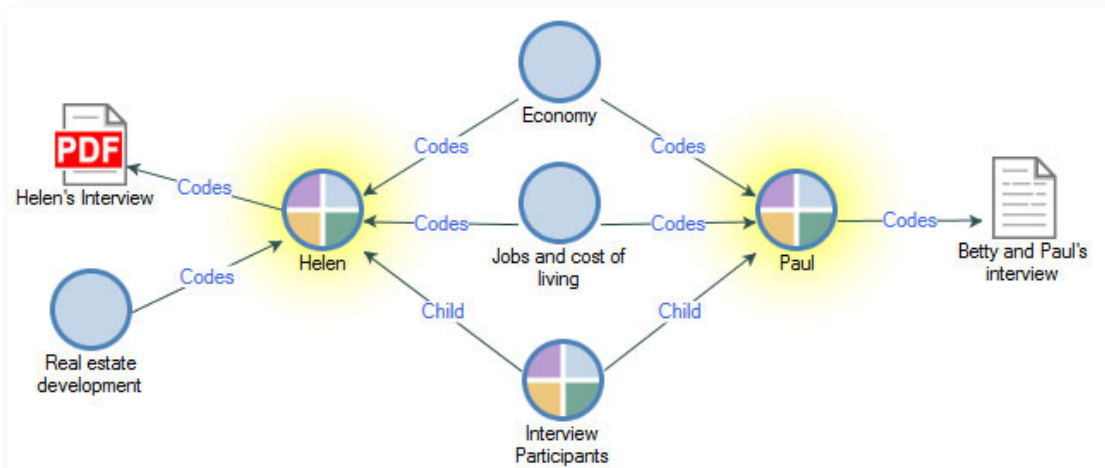 Economy
Codes
Codes
PDF
Helen's Interview
Codes
Helen
Codes
Jobs and cost of
living
Codes
Paul
Codes
Betty and Paul's
interview
Codes
Real estate
development
Child
Child
Interview
Participants